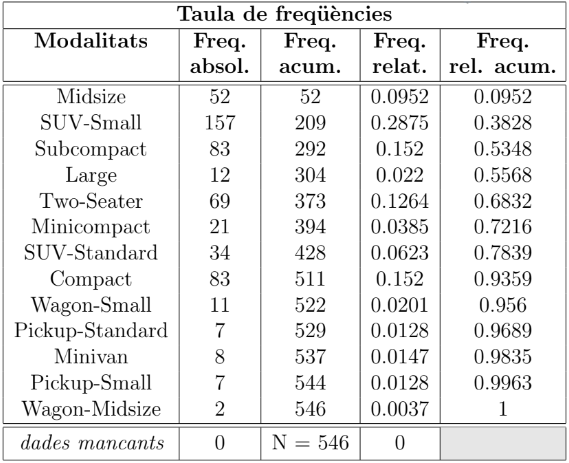 Taula de freqüències
Modalitats Freq. absol. Freq. acum. Freq. relat. Freq. rel. acum.
Midsize 52 52 0.0952 0.0952
SUV-Small 157 209 0.2875 0.3828
Subcompact 83 292 0.152 0.5348
Large 12 304 0.022 0.5568
Two-Seater 69 373 0.1264 0.6832
Minicompact 21 394 0.0385 0.7216
SUV-Standard 34 428 0.0623 0.7839
Compact 83 511 0.152 0.9359
Wagon-Small 11 522 0.0201 0.956
Pickup-Standard 7 529 0.0128 0.9689
Minivan 8 537 0.0147 0.9835
Pickup-Small 7 544 0.0128 0.9963
Wagon-Midsize 2 546 0.0037 1
dades mancants 0 N = 546 0